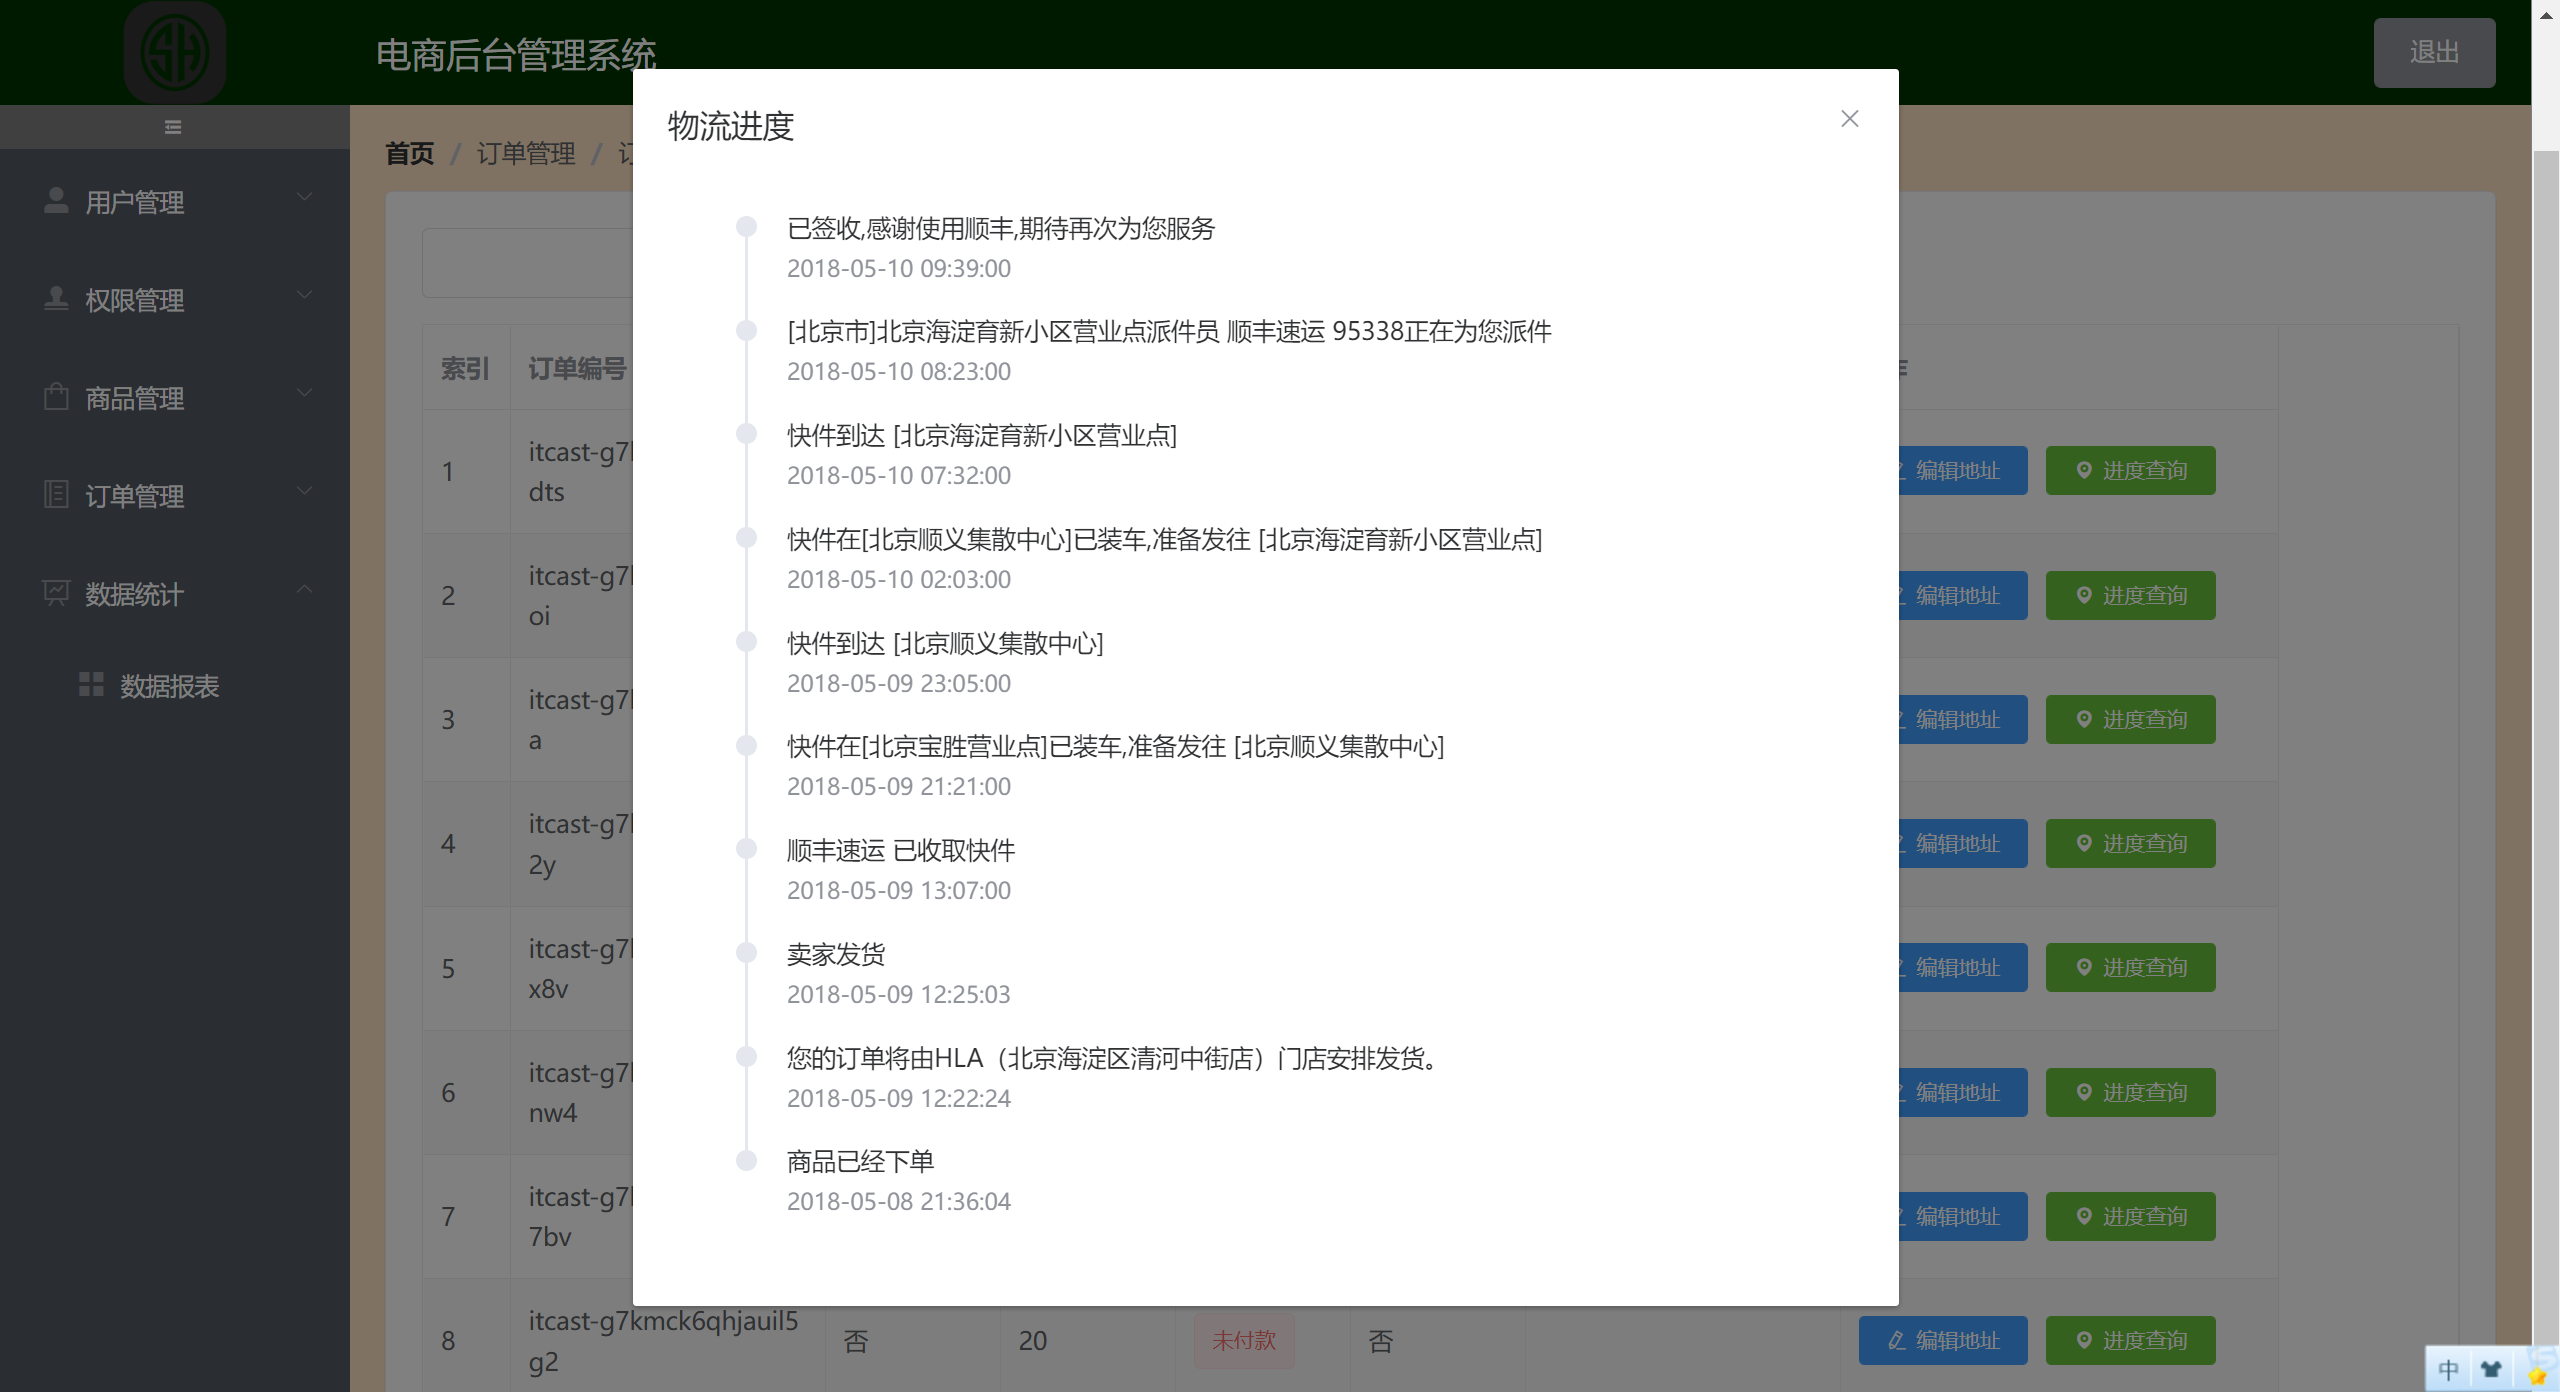 电商后台管理系统
退出
首页 / 订单管理 /
用户管理
权限管理
商品管理
订单管理
数据统计
数据报表
物流进度
已签收,感谢使用顺丰,期待再次为您服务
2018-05-10 09:39:00
[北京市]北京海淀育新小区营业点派件员 顺丰速运 95338正在为您派件
2018-05-10 08:23:00
快件到达 [北京海淀育新小区营业点]
2018-05-10 07:32:00
快件在[北京顺义集散中心]已装车,准备发往 [北京海淀育新小区营业点]
2018-05-10 02:03:00
快件到达 [北京顺义集散中心]
2018-05-09 23:05:00
快件在[北京宝胜营业点]已装车,准备发往 [北京顺义集散中心]
2018-05-09 21:21:00
顺丰速运 已收取快件
2018-05-09 13:07:00
卖家发货
2018-05-09 12:25:03
您的订单将由HLA（北京海淀区清河中街店）门店安排发货。
2018-05-09 12:22:24
商品已经下单
2018-05-08 21:36:04
索引 订单编号
1 itcast-g7 编辑地址 进度查询
dts
2 itcast-g7 编辑地址 进度查询
oi
3 itcast-g7 编辑地址 进度查询
a
4 itcast-g7 编辑地址 进度查询
2y
5 itcast-g7 编辑地址 进度查询
x8v
6 itcast-g7 编辑地址 进度查询
nw4
7 itcast-g7 编辑地址 进度查询
7bv
8 itcast-g7kmck6qhjauil5 否 20 未付款 否 编辑地址 进度查询
g2
中